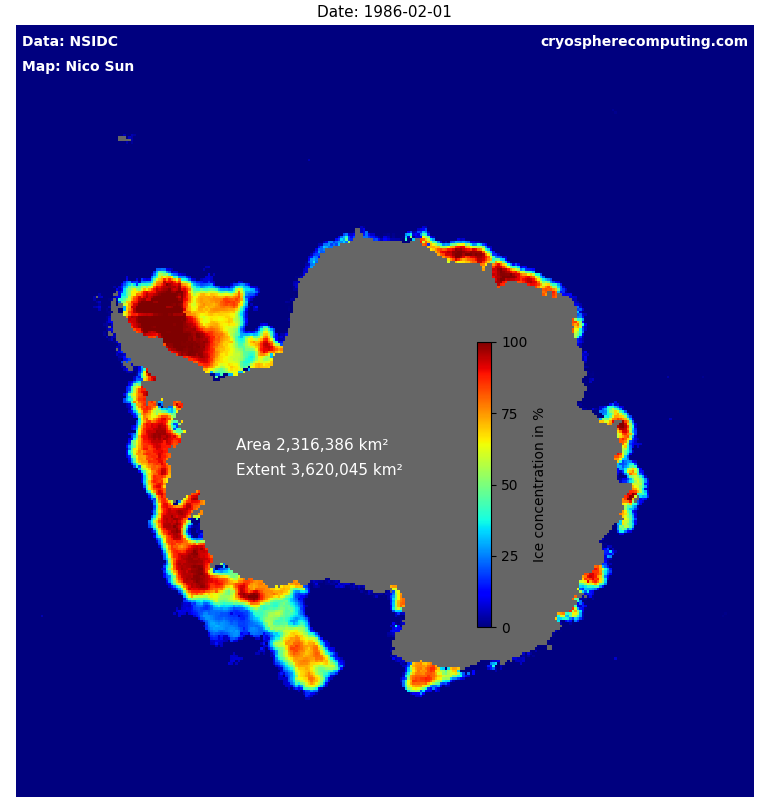 Date: 1986-02-01
Data: NSIDC
cryospherecomputing.com
Map: Nico Sun
100
75
50
25
0
Ice concentration in %
Area 2,316,386 km²
Extent 3,620,045 km²